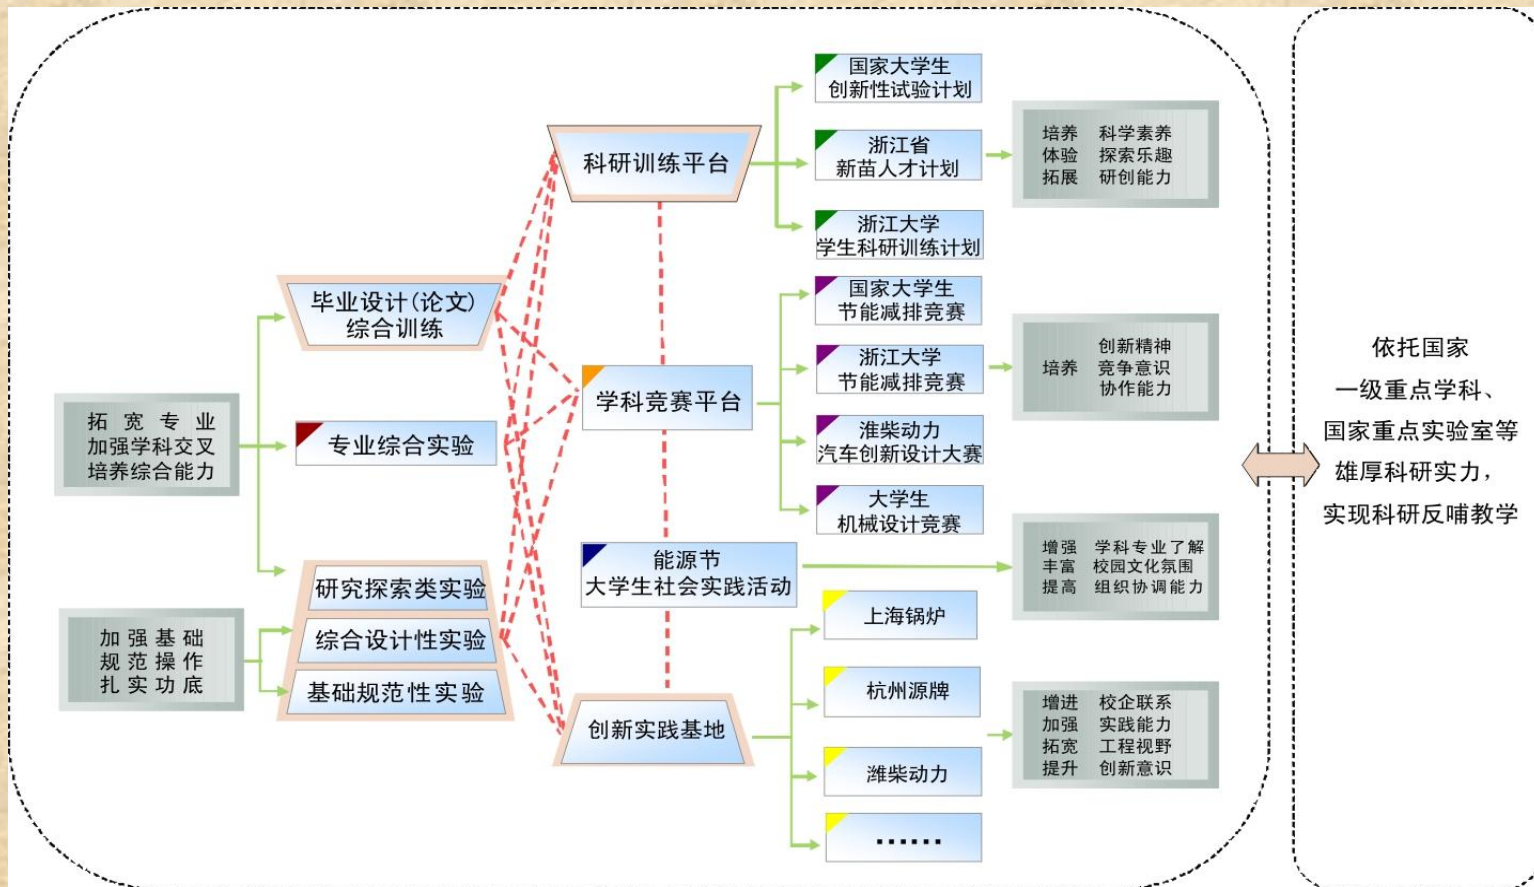 拓宽专业
加强学科交叉
培养综合能力
加强基础
规范操作
扎实功底
毕业设计(论文)
综合训练
专业综合实验
研究探索类实验
综合设计性实验
基础规范性实验
科研训练平台
学科竞赛平台
能源节
大学生社会实践活动
创新实践基地
国家大学生
创新性试验计划
浙江省
新苗人才计划
浙江大学
学生科研训练计划
国家大学生
节能减排竞赛
浙江大学
节能减排竞赛
淮柴动力
汽车创新设计大赛
大学生
机械设计竞赛
上海锅炉
杭州源牌
潍柴动力
······
培养 科学素养
体验 探索乐趣
拓展 研创能力
创新精神
培养 竞争意识
协作能力
增强 学科专业了解
丰富 校园文化氛围
提高 组织协调能力
增进 校企联系
加强 实践能力
拓宽 工程视野
提升 创新意识
依托国家
一级重点学科、
国家重点实验室等
雄厚科研实力，
实现科研反哺教学